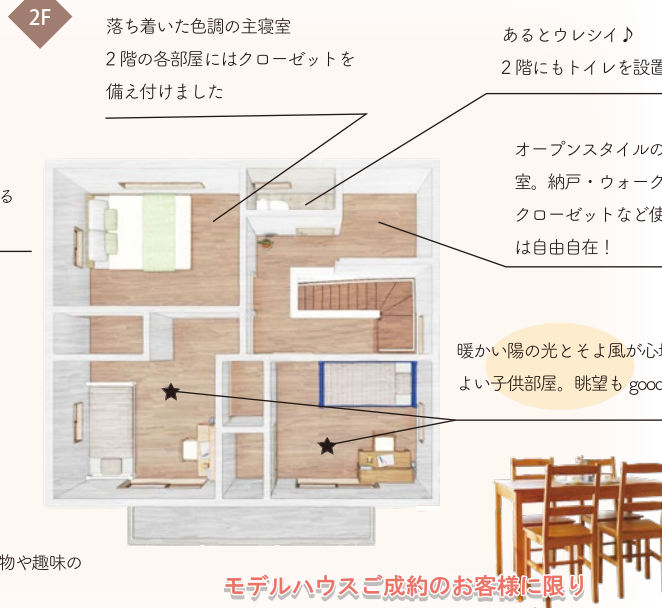 2F
落ち着いた色調の主寝室
2階の各部屋にはクローゼットを
備え付けました
あるとウレシイ♪
2階にもトイレを設置
オープンスタイルの
室。納戸・ウォーク
クローゼットなど使
は自由自在！
る
暖かい陽の光とそよ風が心地
よい子供部屋。眺望も good
物や趣味の
モデルハウスご成約のお客様に限り